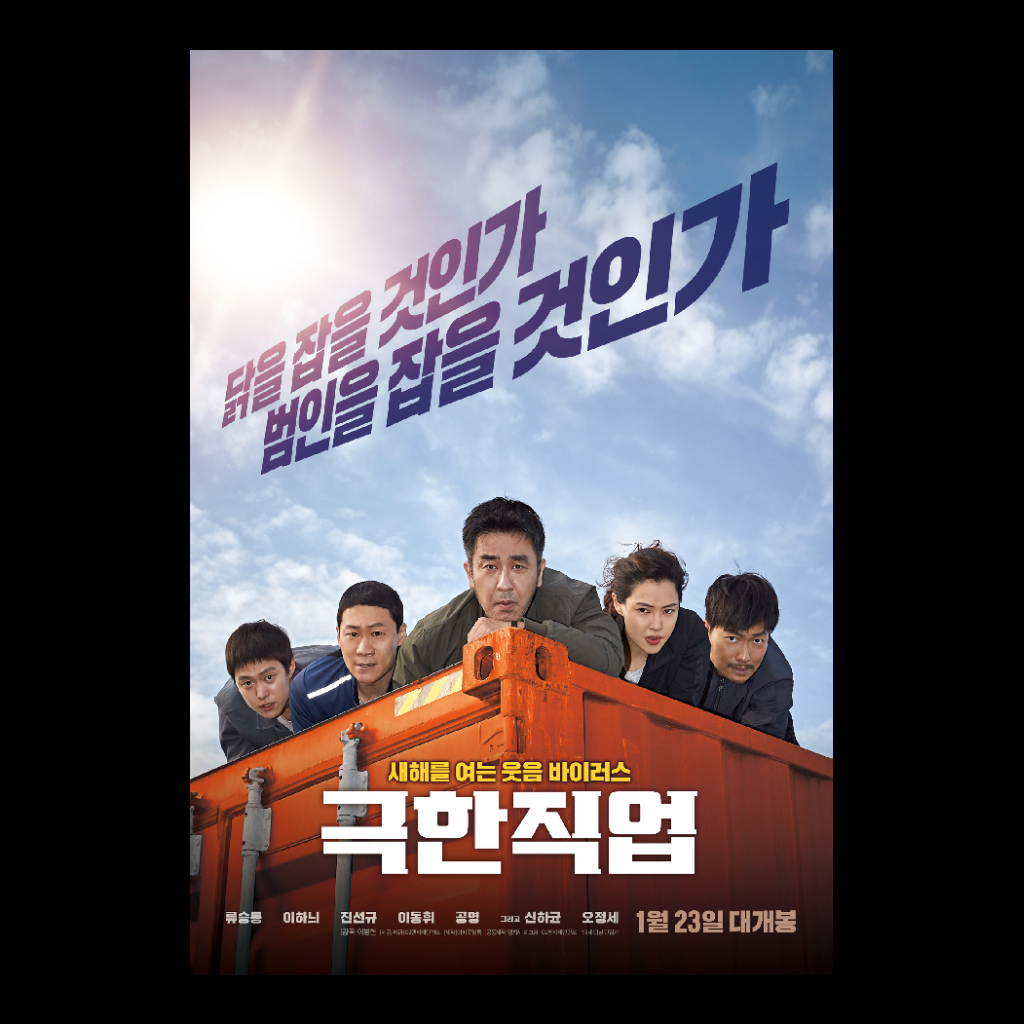 닭을 잡을 것인가
범인을 잡을 것인가
새해를 여는 웃음 바이러스
극한직업
류승룡 이하늬 진선규 이동휘 공명 그리고 신하균 오정세 1월 23일 대개봉